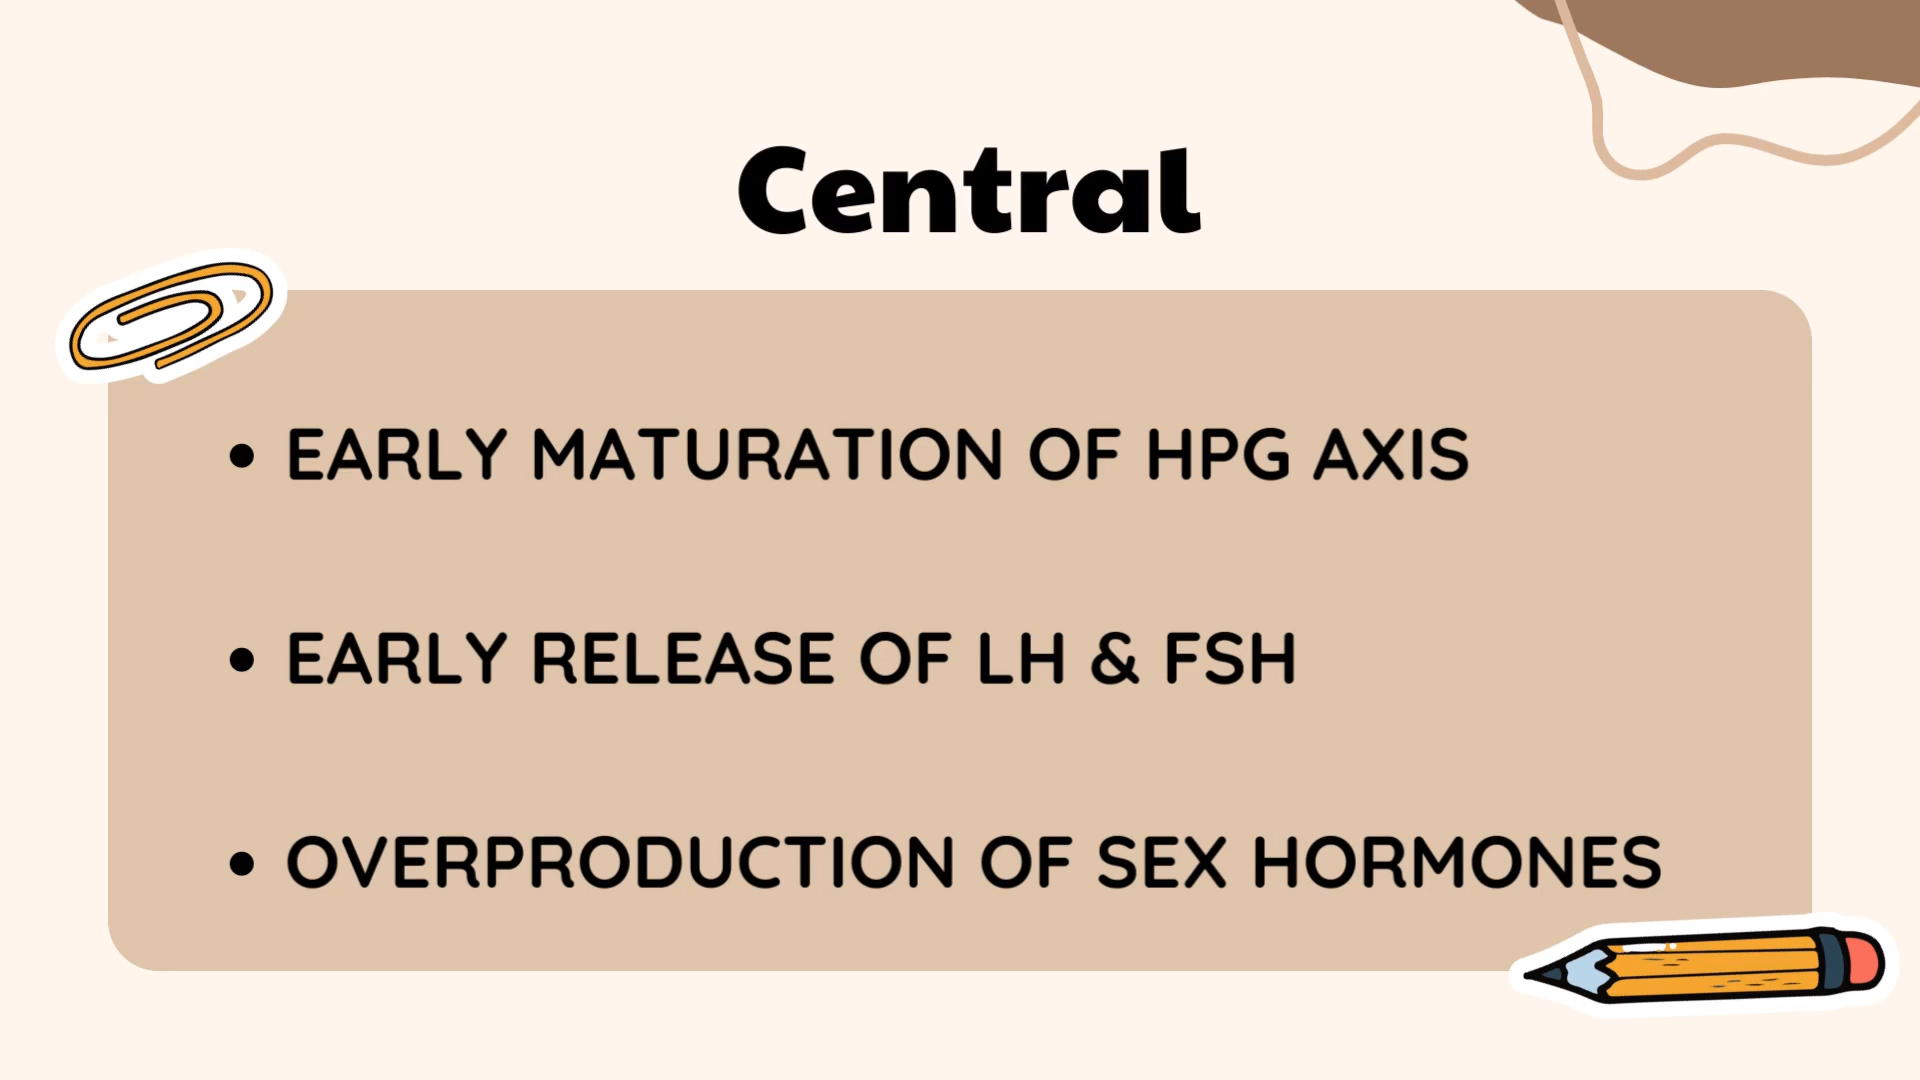 Central
• EARLY MATURATION OF HPG AXIS
• EARLY RELEASE OF LH & FSH
• OVERPRODUCTION OF SEX HORMONES